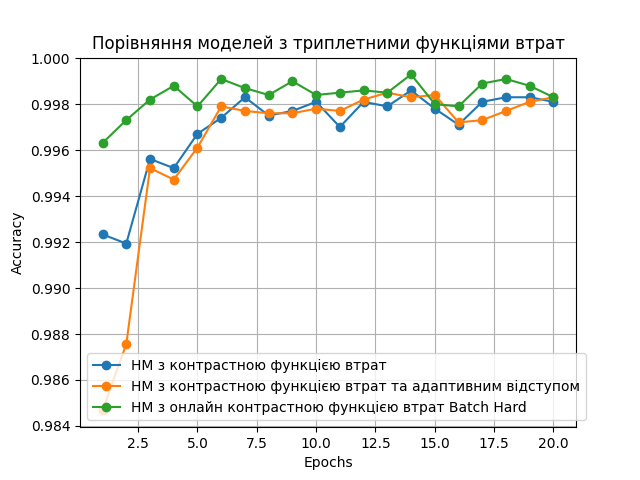 Порівняння моделей з триплетними функціями втрат
1.000
0.998
0.996
0.994
0.992
0.990
0.988
0.986
0.984
Accuracy
НМ з контрастною функцією втрат
НМ з контрастною функцією втрат та адаптивним відступом
НМ з онлайн контрастною функцією втрат Batch Hard
2.5 5.0 7.5 10.0 12.5 15.0 17.5 20.0
Epochs